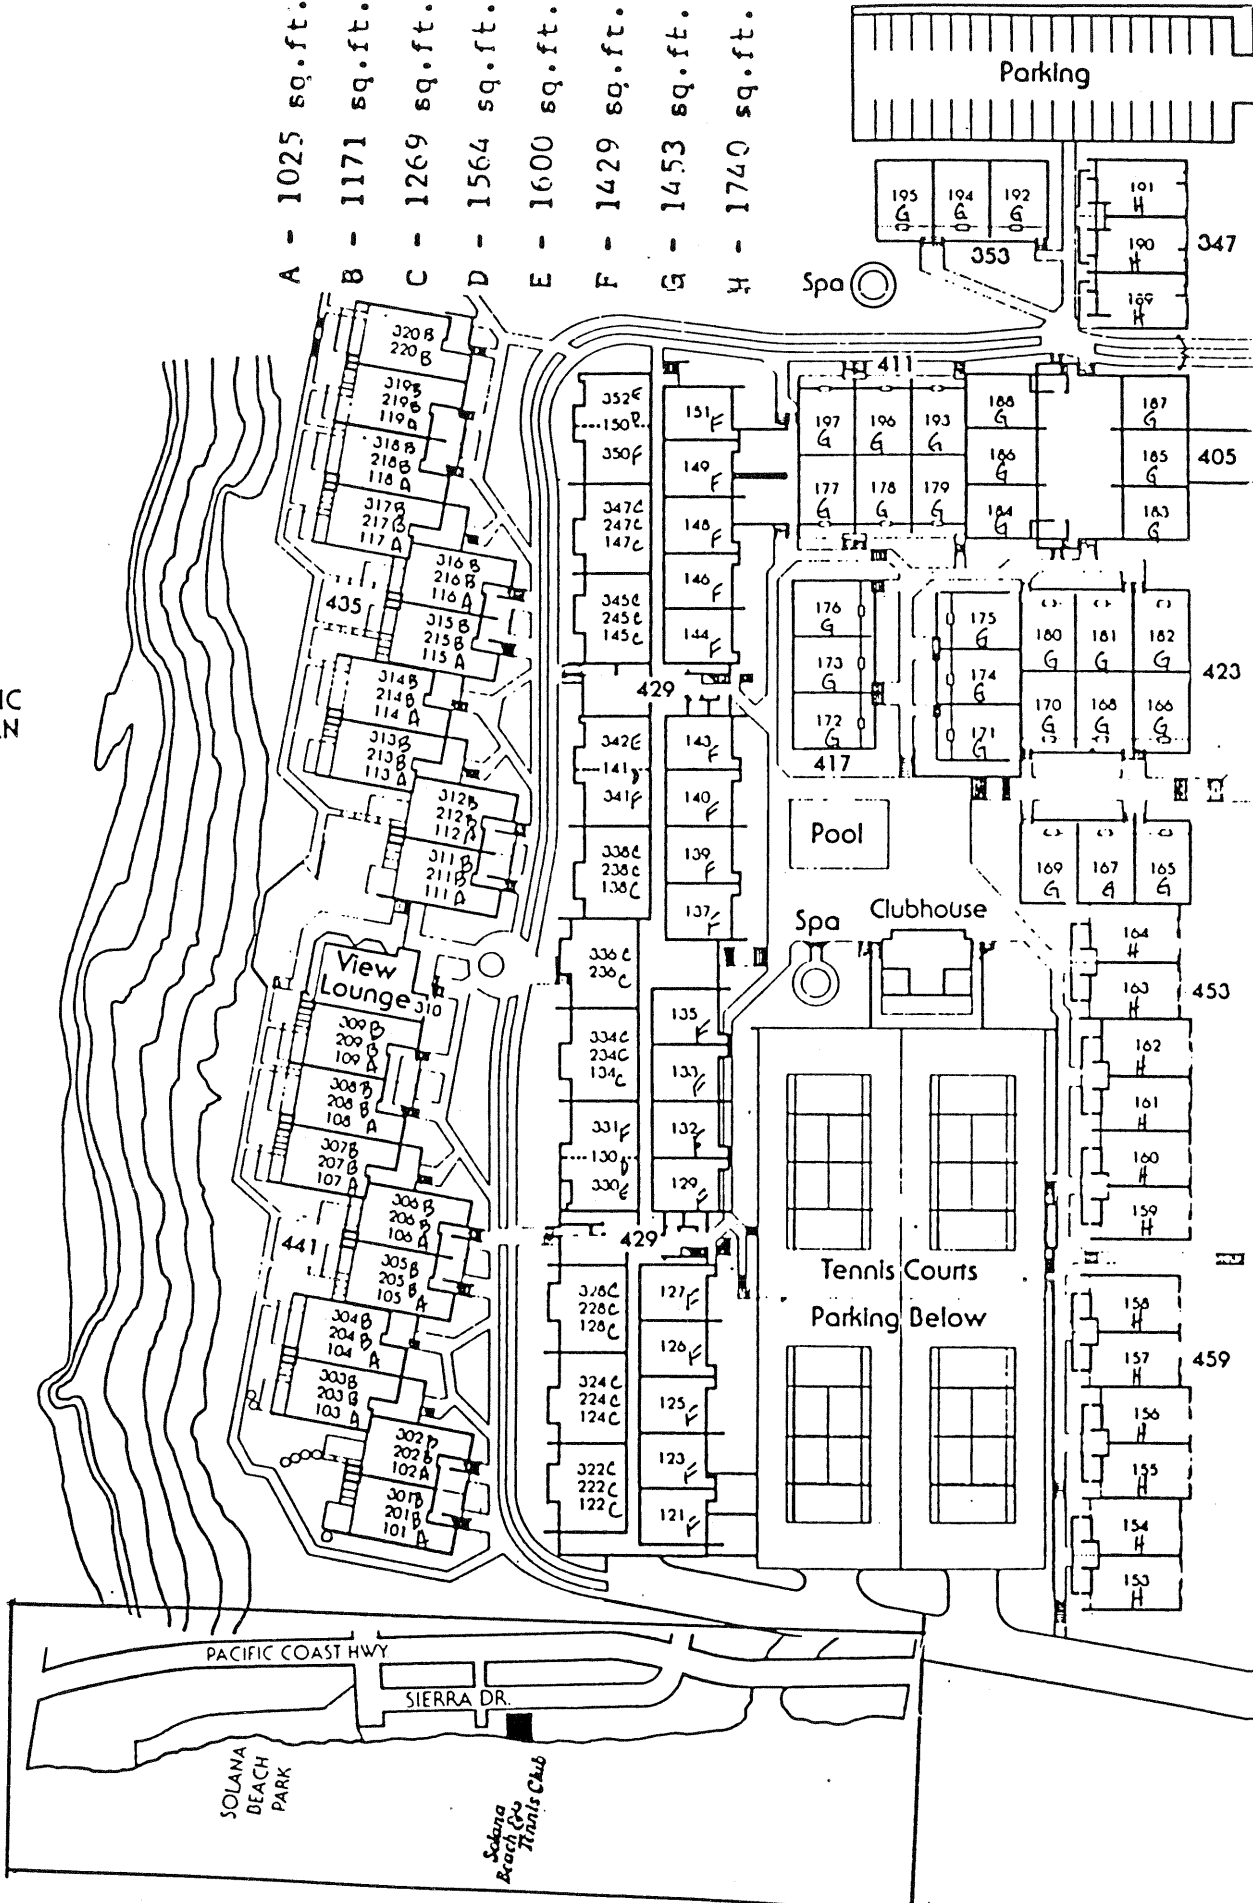 A - 1025 sq.ft.
B - 1171 sq.ft.
C - 1269 sq.ft.
D - 1564 sq.ft.
E - 1600 sq.ft.
F - 1429 sq.ft.
G - 1453 sq.ft.
H - 1740 sq.ft.
Parking
195 G
194 G
192 G
353
191 H
190 H
189 H
347
Spa
320 B
220 B
319 B
219 B
119 A
318 B
218 B
118 A
317 B
217 B
117 A
316 B
216 B
116 A
435
315 B
215 B
115 A
314 B
214 B
114 A
313 B
213 B
113 A
312 B
212 B
112 A
311 B
211 B
111 A
View
Lounge
310
309 B
209 B
109 A
308 B
208 B
108 A
307 B
207 B
107 A
306 B
206 B
106 A
441
305 B
205 B
105 A
304 B
204 B
104 A
303 B
203 B
103 A
302 B
202 B
102 A
301 B
201 B
101 A
IC
AN
352 E
150 D
350 F
347 C
247 C
147 C
345 C
245 C
145 C
429
342 E
141 D
341 F
338 C
238 C
138 C
336 C
236 C
334 C
234 C
134 C
331 F
130 D
330 E
429
328 C
228 C
128 C
324 C
224 C
124 C
322 C
222 C
122 C
151 F
149 F
148 F
146 F
144 F
143 F
140 F
139 F
137 F
135 F
133 F
132 F
129 F
127 F
126 F
125 F
123 F
121 F
411
197 G
196 G
193 G
177 G
178 G
179 G
188 G
186 G
184 G
187 G
185 G
183 G
405
176 G
173 G
172 G
417
175 G
174 G
171 G
180 G
181 G
182 G
170 G
168 G
166 G
423
Pool
169 G
167 G
165 G
Spa
Clubhouse
164 H
163 H
453
162 H
161 H
160 H
159 H
Tennis Courts
Parking Below
158 H
157 H
459
156 H
155 H
154 H
153 H
PACIFIC COAST HWY
SIERRA DR.
SOLANA
BEACH
PARK
Solana
Beach &
Tennis Club